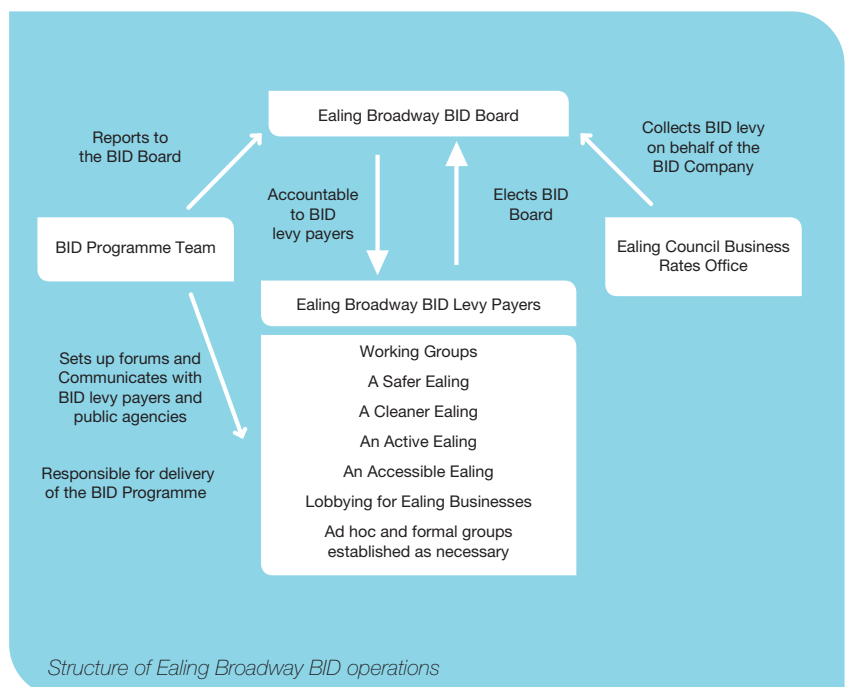 Ealing Broadway BID Board
Reports to
the BID Board
Collects BID levy
on behalf of the
BID Company
Accountable
to BID
levy payers
Elects BID
Board
BID Programme Team
Ealing Council Business
Rates Office
Ealing Broadway BID Levy Payers
Sets up forums and
Communicates with
BID levy payers and
public agencies
Responsible for delivery
of the BID Programme
Working Groups
A Safer Ealing
A Cleaner Ealing
An Active Ealing
An Accessible Ealing
Lobbying for Ealing Businesses
Ad hoc and formal groups
established as necessary
Structure of Ealing Broadway BID operations